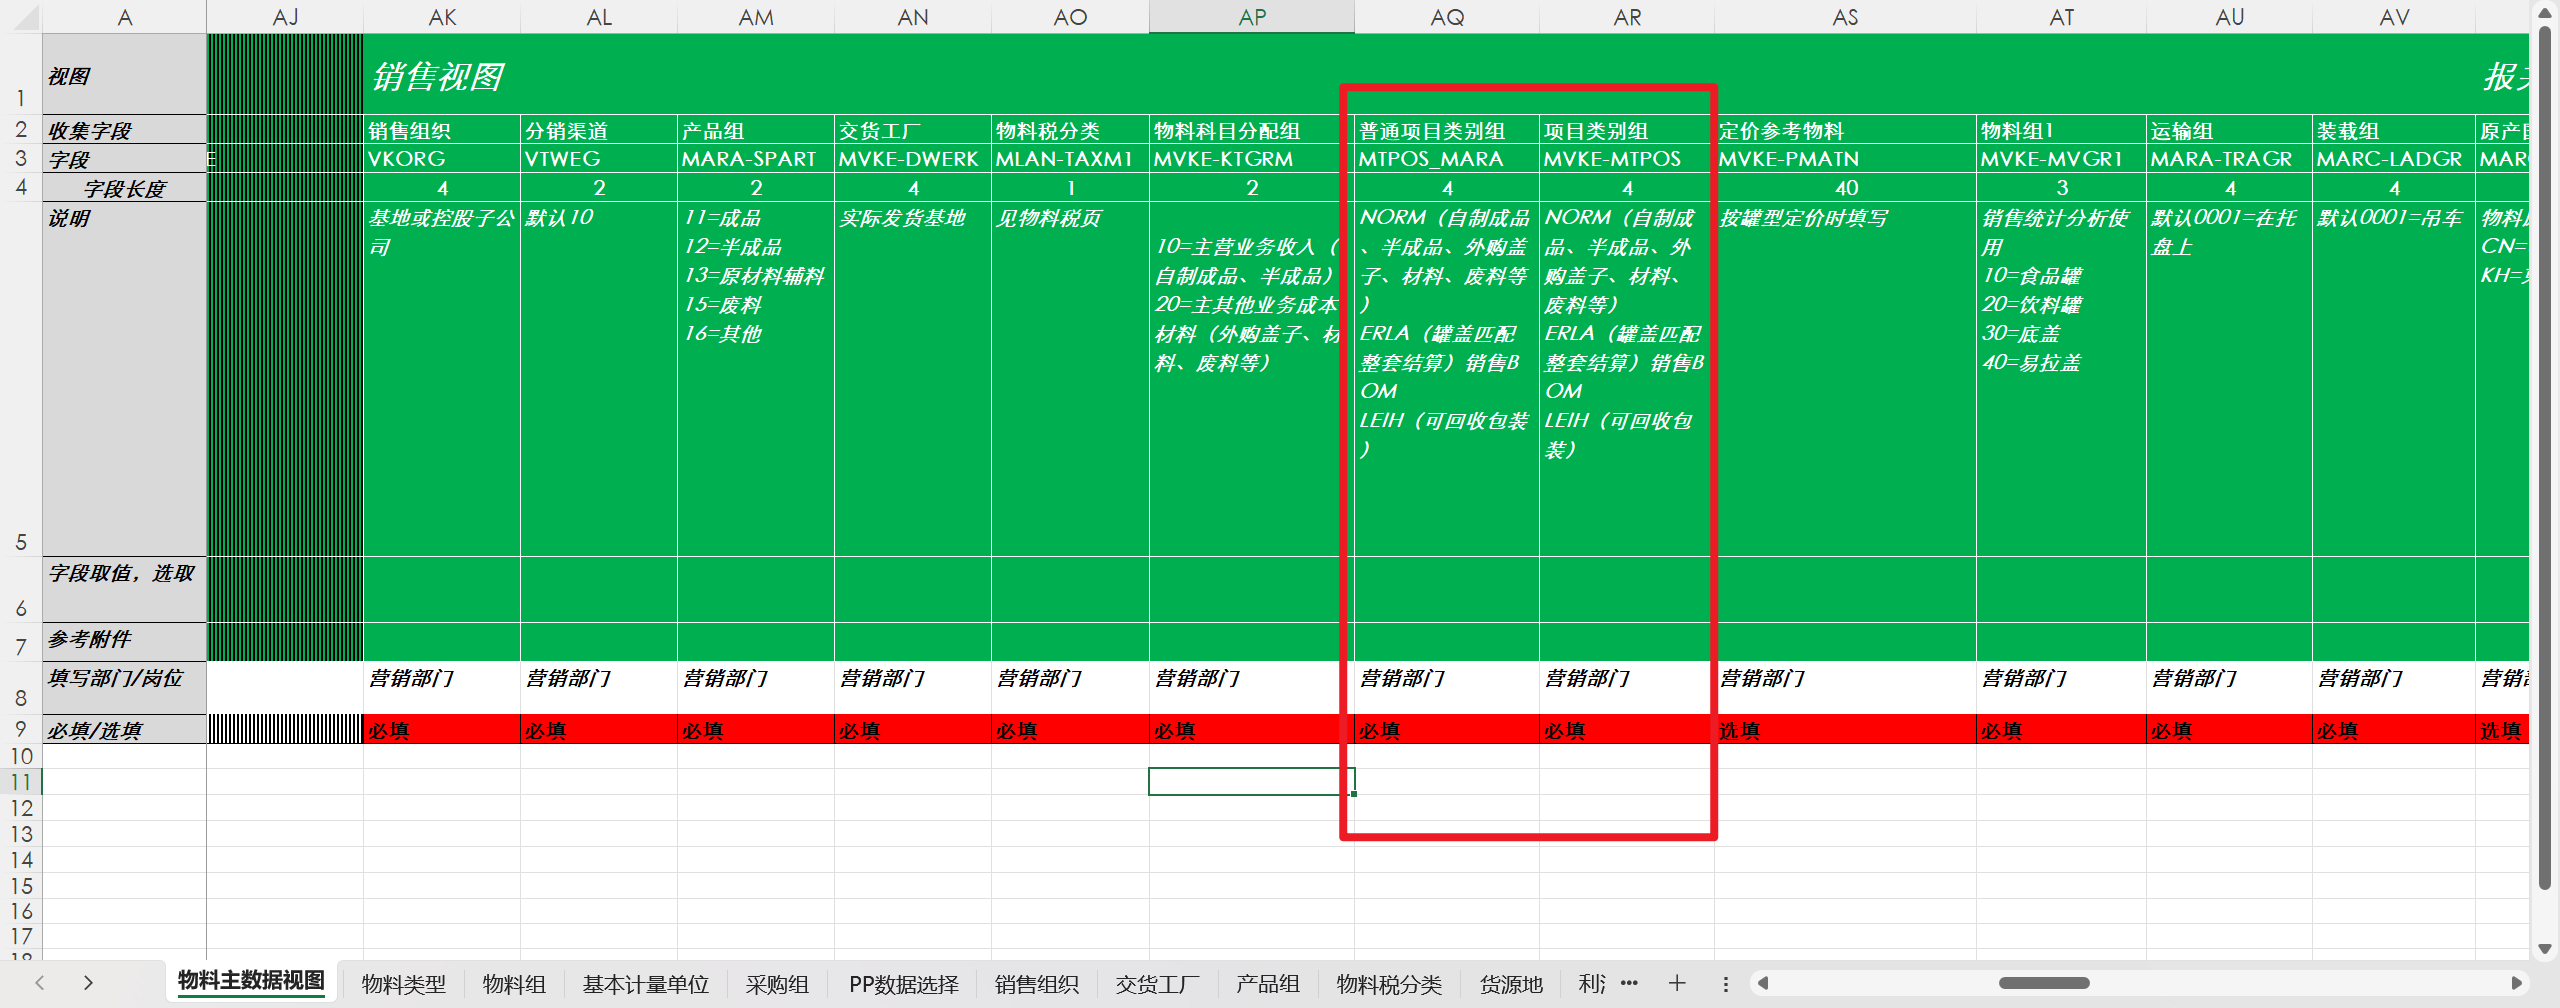 A AJ AK AL AM AN AO AP AQ AR AS AT AU AV
1 视图 销售视图
2 收集字段 销售组织 分销渠道 产品组 交货工厂 物料税分类 物料科目分配组 普通项目类别组 项目类别组 定价参考物料 物料组1 运输组 装载组
3 字段 E VKORG VTWEG MARA-SPART MVKE-DWERK MLAN-TAXM1 MVKE-KTGRM MTPOS_MARA MVKE-MTPOS MVKE-PMATN MVKE-MVGR1 MARA-TRAGR MARC-LADGR
4 字段长度 4 2 2 4 1 2 4 4 40 3 4 4
5 说明
基地或控股子公
司
默认10
11=成品
12=半成品
13=原材料辅料
15=废料
16=其他
实际发货基地
见物料税页
10=主营业务收入（
自制成品、半成品）
20=主其他业务成本
材料（外购盖子、材
料、废料等）
NORM（自制成品
、半成品、外购盖
子、材料、废料等
）
ERLA（罐盖匹配
整套结算）销售B
OM
LEIH（可回收包装
）
NORM（自制成
品、半成品、外
购盖子、材料、
废料等）
ERLA（罐盖匹配
整套结算）销售B
OM
LEIH（可回收包
装）
按罐型定价时填写
销售统计分析使
用
10=食品罐
20=饮料罐
30=底盖
40=易拉盖
默认0001=在托
盘上
默认0001=吊车
CN=
KH=
6 字段取值，选取
7 参考附件
8 填写部门/岗位 营销部门 营销部门 营销部门 营销部门 营销部门 营销部门 营销部门 营销部门 营销部门 营销部门 营销部门 营销部门
9 必填/选填 必填 必填 必填 必填 必填 必填 必填 必填 选填 必填 必填 必填 选填
10
11
12
13
14
15
16
17
物料主数据视图 物料类型 物料组 基本计量单位 采购组 PP数据选择 销售组织 交货工厂 产品组 物料税分类 货源地 利